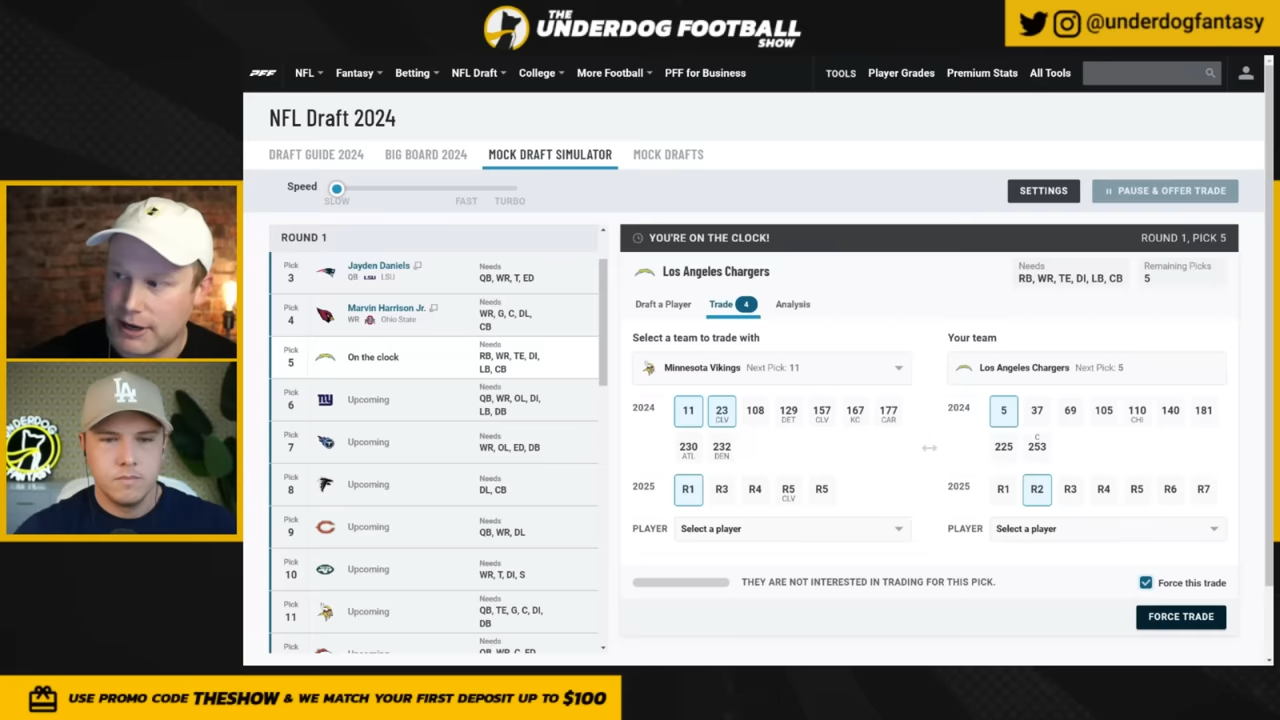 THE
UNDERDOG FOOTBALL
SHOW
@underdogfantasy
PFF
NFL
Fantasy
Betting
NFL Draft
College
More Football
PFF for Business
TOOLS
Player Grades
Premium Stats
All Tools
NFL Draft 2024
DRAFT GUIDE 2024
BIG BOARD 2024
MOCK DRAFT SIMULATOR
MOCK DRAFTS
Speed
SLOW
FAST
TURBO
SETTINGS
PAUSE & OFFER TRADE
ROUND 1
Pick
3
Jayden Daniels
QB LSU LSU
Needs
QB, WR, T, ED
Pick
4
Marvin Harrison Jr.
WR Ohio State
Needs
WR, G, C, DL,
CB
Pick
5
On the clock
Needs
RB, WR, TE, DI,
LB, CB
Pick
6
Upcoming
Needs
QB, WR, OL, DI,
LB, DB
Pick
7
Upcoming
Needs
WR, OL, ED, DB
Pick
8
Upcoming
Needs
DL, CB
Pick
9
Upcoming
Needs
QB, WR, DL
Pick
10
Upcoming
Needs
WR, T, DI, S
Pick
11
Upcoming
Needs
QB, TE, G, C, DI,
DB
Pick
Needs
YOU'RE ON THE CLOCK!
ROUND 1, PICK 5
Los Angeles Chargers
Needs
RB, WR, TE, DI, LB, CB
Remaining Picks
5
Draft a Player
Trade 4
Analysis
Select a team to trade with
Minnesota Vikings Next Pick: 11
2024
11
23
CLV
108
129
DET
157
CLV
167
KC
177
CAR
230
ATL
232
DEN
2025
R1
R3
R4
R5
CLV
R5
PLAYER
Select a player
Your team
Los Angeles Chargers Next Pick: 5
2024
5
37
69
105
110
CHI
140
181
225
C
253
2025
R1
R2
R3
R4
R5
R6
R7
PLAYER
Select a player
THEY ARE NOT INTERESTED IN TRADING FOR THIS PICK.
Force this trade
FORCE TRADE
LA
UNDERDOG
FANTASY
USE PROMO CODE THESHOW & WE MATCH YOUR FIRST DEPOSIT UP TO $100